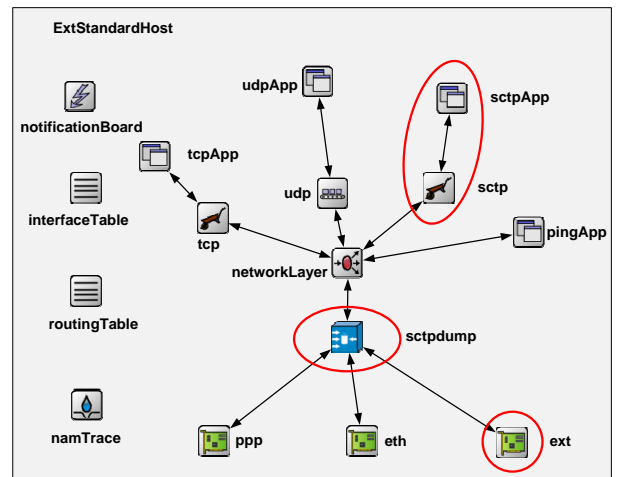 ExtStandardHost
udpApp
sctpApp
notificationBoard
tcpApp
udp
sctp
interfaceTable
tcp
pingApp
networkLayer
routingTable
sctpdump
namTrace
ppp
eth
ext